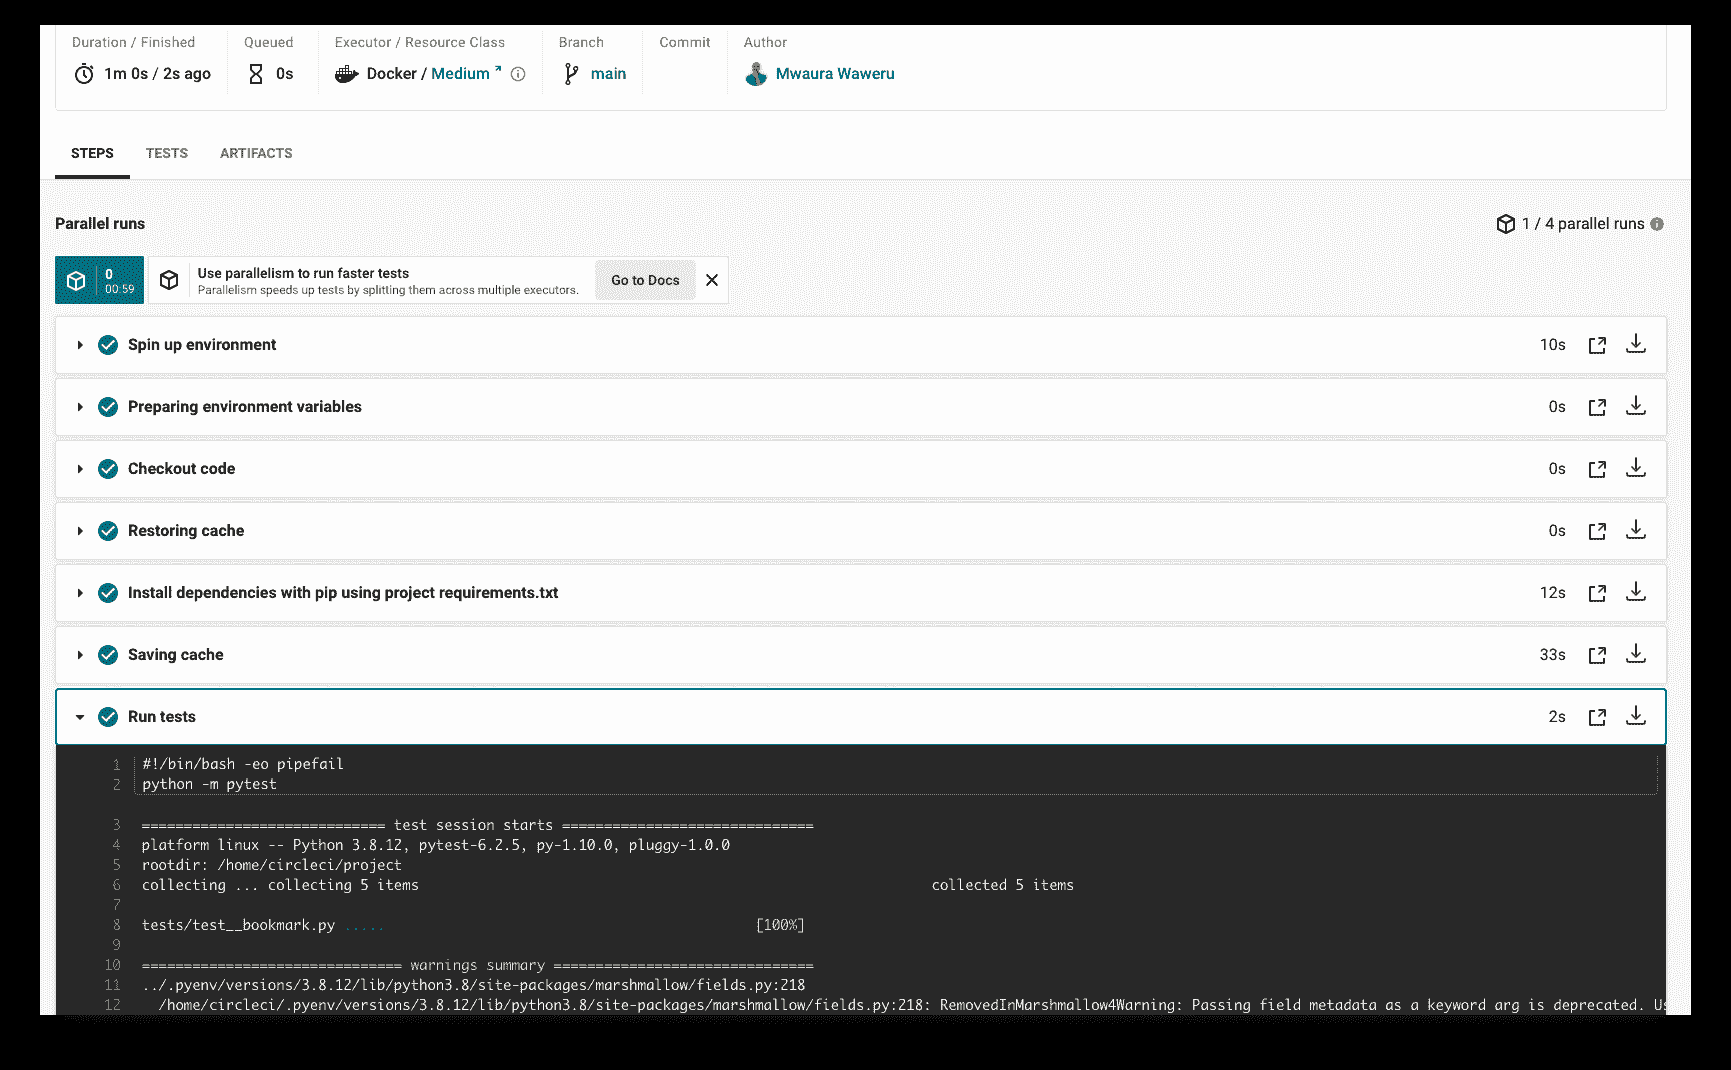 Duration / Finished Queued Executor / Resource Class Branch Commit Author
1m 0s / 2s ago 0s Docker / Medium main Mwaura Waweru
STEPS TESTS ARTIFACTS
Parallel runs 1 / 4 parallel runs
0
00:59
Use parallelism to run faster tests
Parallelism speeds up tests by splitting them across multiple executors.
Go to Docs
Spin up environment 10s
Preparing environment variables 0s
Checkout code 0s
Restoring cache 0s
Install dependencies with pip using project requirements.txt 12s
Saving cache 33s
Run tests 2s
1 #!/bin/bash -eo pipefail
2 python -m pytest
3 ============================= test session starts ==============================
4 platform linux -- Python 3.8.12, pytest-6.2.5, py-1.10.0, pluggy-1.0.0
5 rootdir: /home/circleci/project
6 collecting ... collecting 5 items collected 5 items
7
8 tests/test__bookmark.py ..... [100%]
9
10 =============================== warnings summary ===============================
11 ../.pyenv/versions/3.8.12/lib/python3.8/site-packages/marshmallow/fields.py:218
12 /home/circleci/.pyenv/versions/3.8.12/lib/python3.8/site-packages/marshmallow/fields.py:218: RemovedInMarshmallow4Warning: Passing field metadata as a keyword arg is deprecated. Us